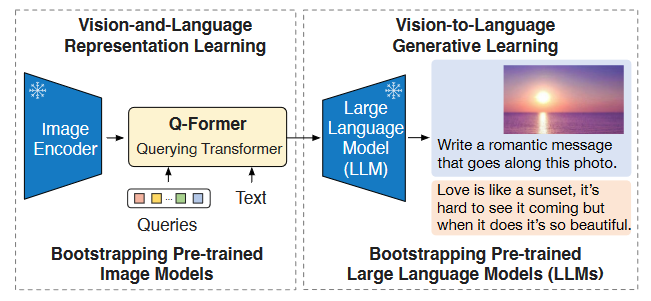 Vision-and-Language
Representation Learning
Vision-to-Language
Generative Learning
Image
Encoder
Q-Former
Querying Transformer
...
Queries
Text
Large
Language
Model
(LLM)
Write a romantic message
that goes along this photo.
Love is like a sunset, it's
hard to see it coming but
when it does it's so beautiful.
Bootstrapping Pre-trained
Image Models
Bootstrapping Pre-trained
Large Language Models (LLMs)